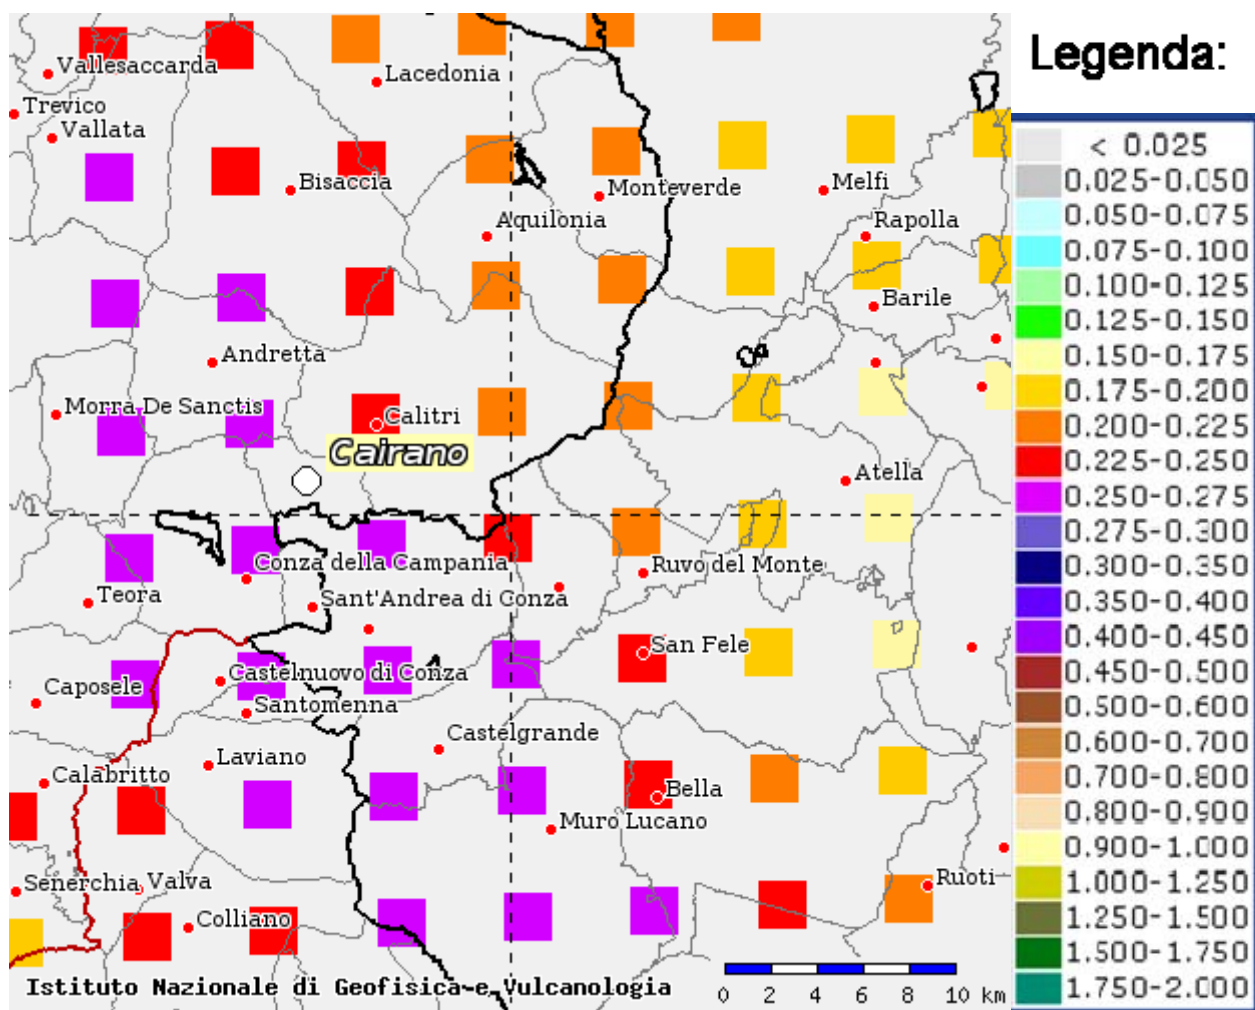 Legenda:
Vallesaccarda
Lacedonia
Trevico
Vallata
Bisaccia
Monteverde
Melfi
Aquilonia
Rapolla
Barile
Andretta
Morra De Sanctis
Calitri
Cairano
Atella
Conza della Campania
Ruvo del Monte
Teora
Sant'Andrea di Conza
San Fele
Caposele
Castelnuovo di Conza
Santomenna
Castelgrande
Laviano
Calabritto
Bella
Muro Lucano
Senerchia
Valva
Ruoti
Colliano
Istituto Nazionale di Geofisica e Vulcanologia
0 2 4 6 8 10 km
< 0.025
0.025-0.050
0.050-0.075
0.075-0.100
0.100-0.125
0.125-0.150
0.150-0.175
0.175-0.200
0.200-0.225
0.225-0.250
0.250-0.275
0.275-0.300
0.300-0.350
0.350-0.400
0.400-0.450
0.450-0.500
0.500-0.600
0.600-0.700
0.700-0.800
0.800-0.900
0.900-1.000
1.000-1.250
1.250-1.500
1.500-1.750
1.750-2.000